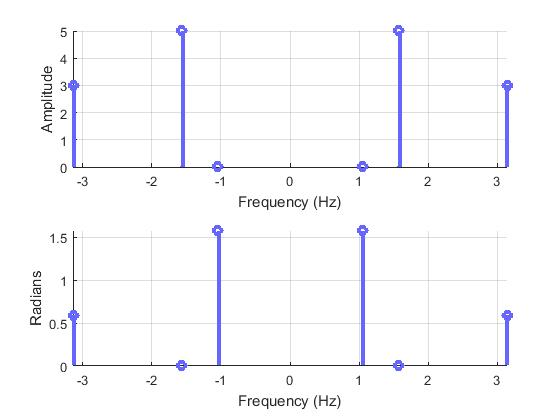 5
4
3
2
1
0
Amplitude
-3 -2 -1 0 1 2 3
Frequency (Hz)
1.5
1
0.5
0
Radians
-3 -2 -1 0 1 2 3
Frequency (Hz)